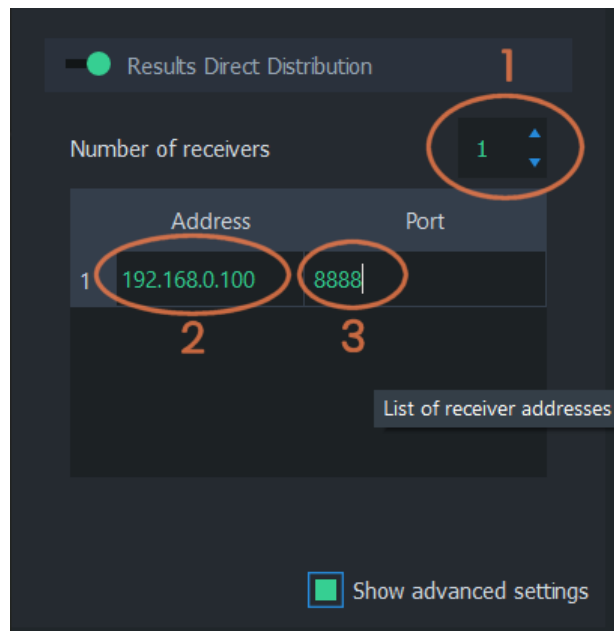 Results Direct Distribution
1
Number of receivers
1
Address Port
1 192.168.0.100 8888
2 3
List of receiver addresses
Show advanced settings